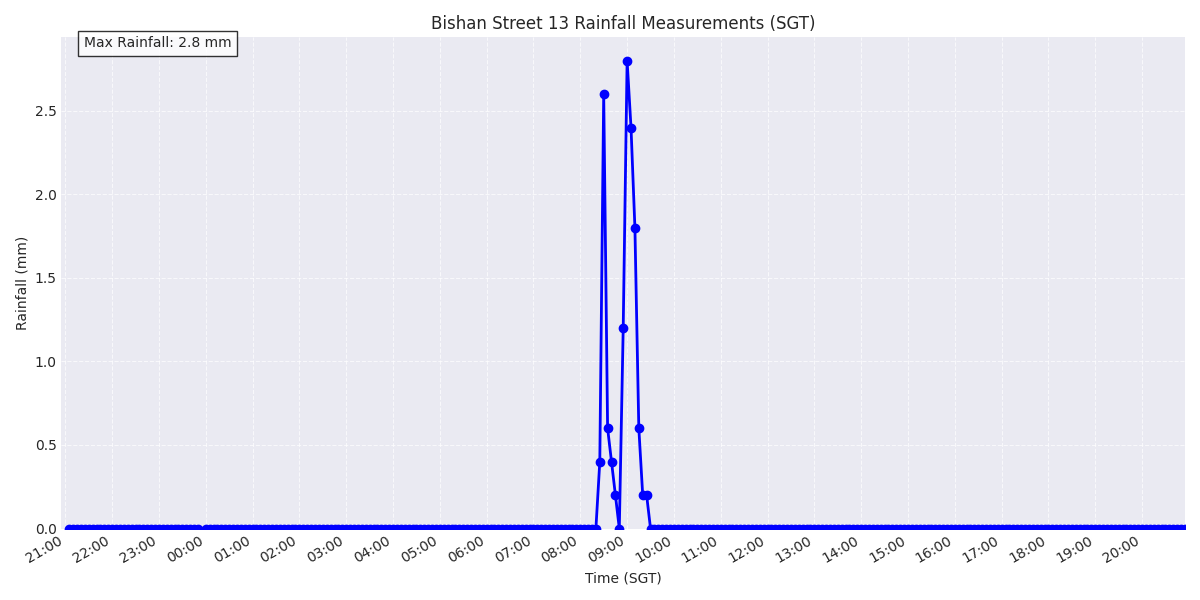 Bishan Street 13 Rainfall Measurements (SGT)
Max Rainfall: 2.8 mm
Rainfall (mm)
2.5
2.0
1.5
1.0
0.5
0.0
21:00 22:00 23:00 00:00 01:00 02:00 03:00 04:00 05:00 06:00 07:00 08:00 09:00 10:00 11:00 12:00 13:00 14:00 15:00 16:00 17:00 18:00 19:00 20:00
Time (SGT)